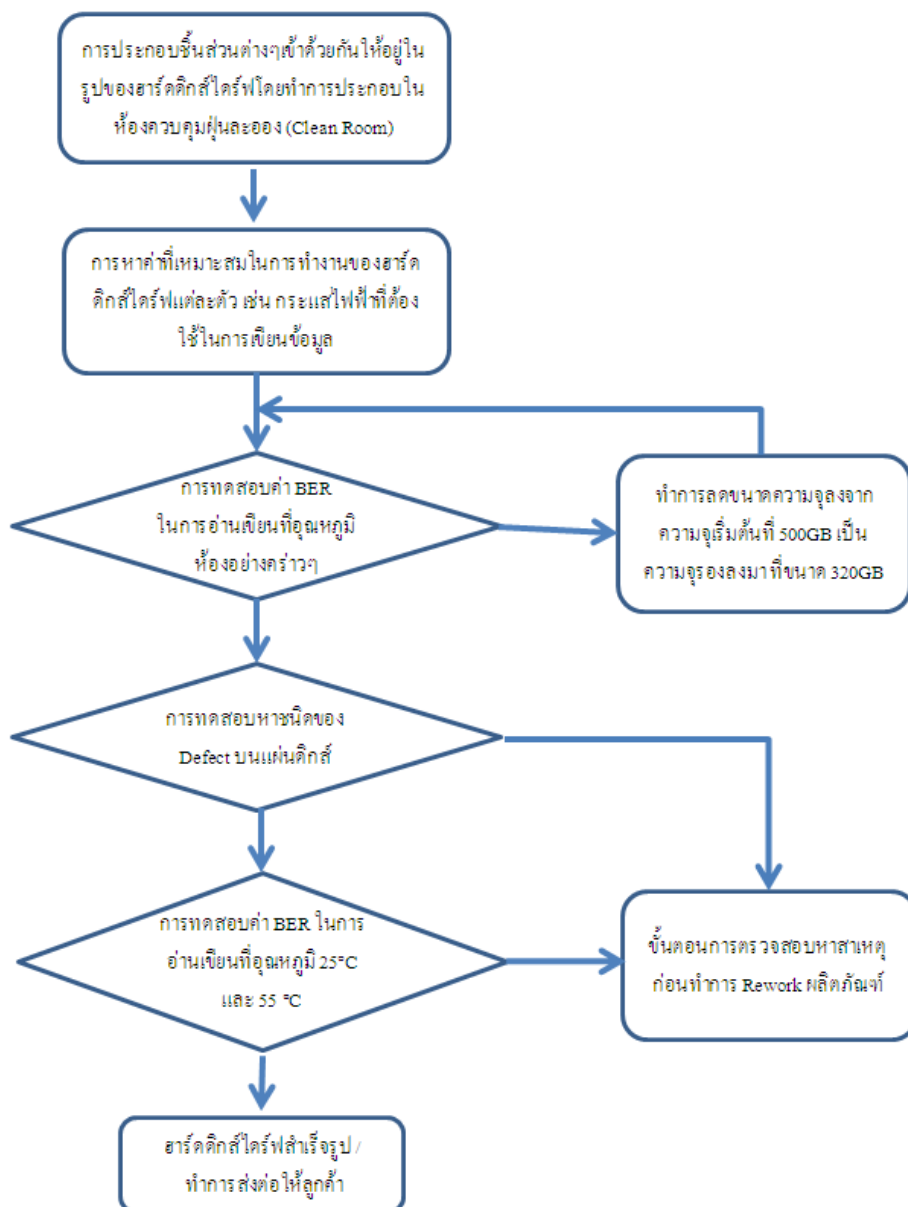 การประกอบชิ้นส่วนต่างๆเข้าด้วยกันให้อยู่ใน
รูปของฮาร์ดดิกส์ไดร์ฟโดยทำการประกอบใน
ห้องควบคุมฝุ่นละออง (Clean Room)
การหาค่าที่เหมาะสมในการทำงานของฮาร์ด
ดิกส์ไดร์ฟแต่ละตัว เช่น กระแสไฟฟ้าที่ต้อง
ใช้ในการเขียนข้อมูล
การทดสอบค่า BER
ในการอ่านเขียนที่อุณหภูมิ
ห้องอย่างคร่าวๆ
ทำการลดขนาดความจุลงจาก
ความจุเริ่มต้นที่ 500GB เป็น
ความจุรองลงมา ที่ขนาด 320GB
การทดสอบหาชนิดของ
Defect บนแผ่นดิกส์
การทดสอบค่า BER ในการ
อ่านเขียนที่อุณหภูมิ 25°C
และ 55 °C
ขั้นตอนการตรวจสอบหาสาเหตุ
ก่อนทำการ Rework ผลิตภัณฑ์
ฮาร์ดดิกส์ไดร์ฟสำเร็จรูป /
ทำการส่งต่อให้ลูกค้า